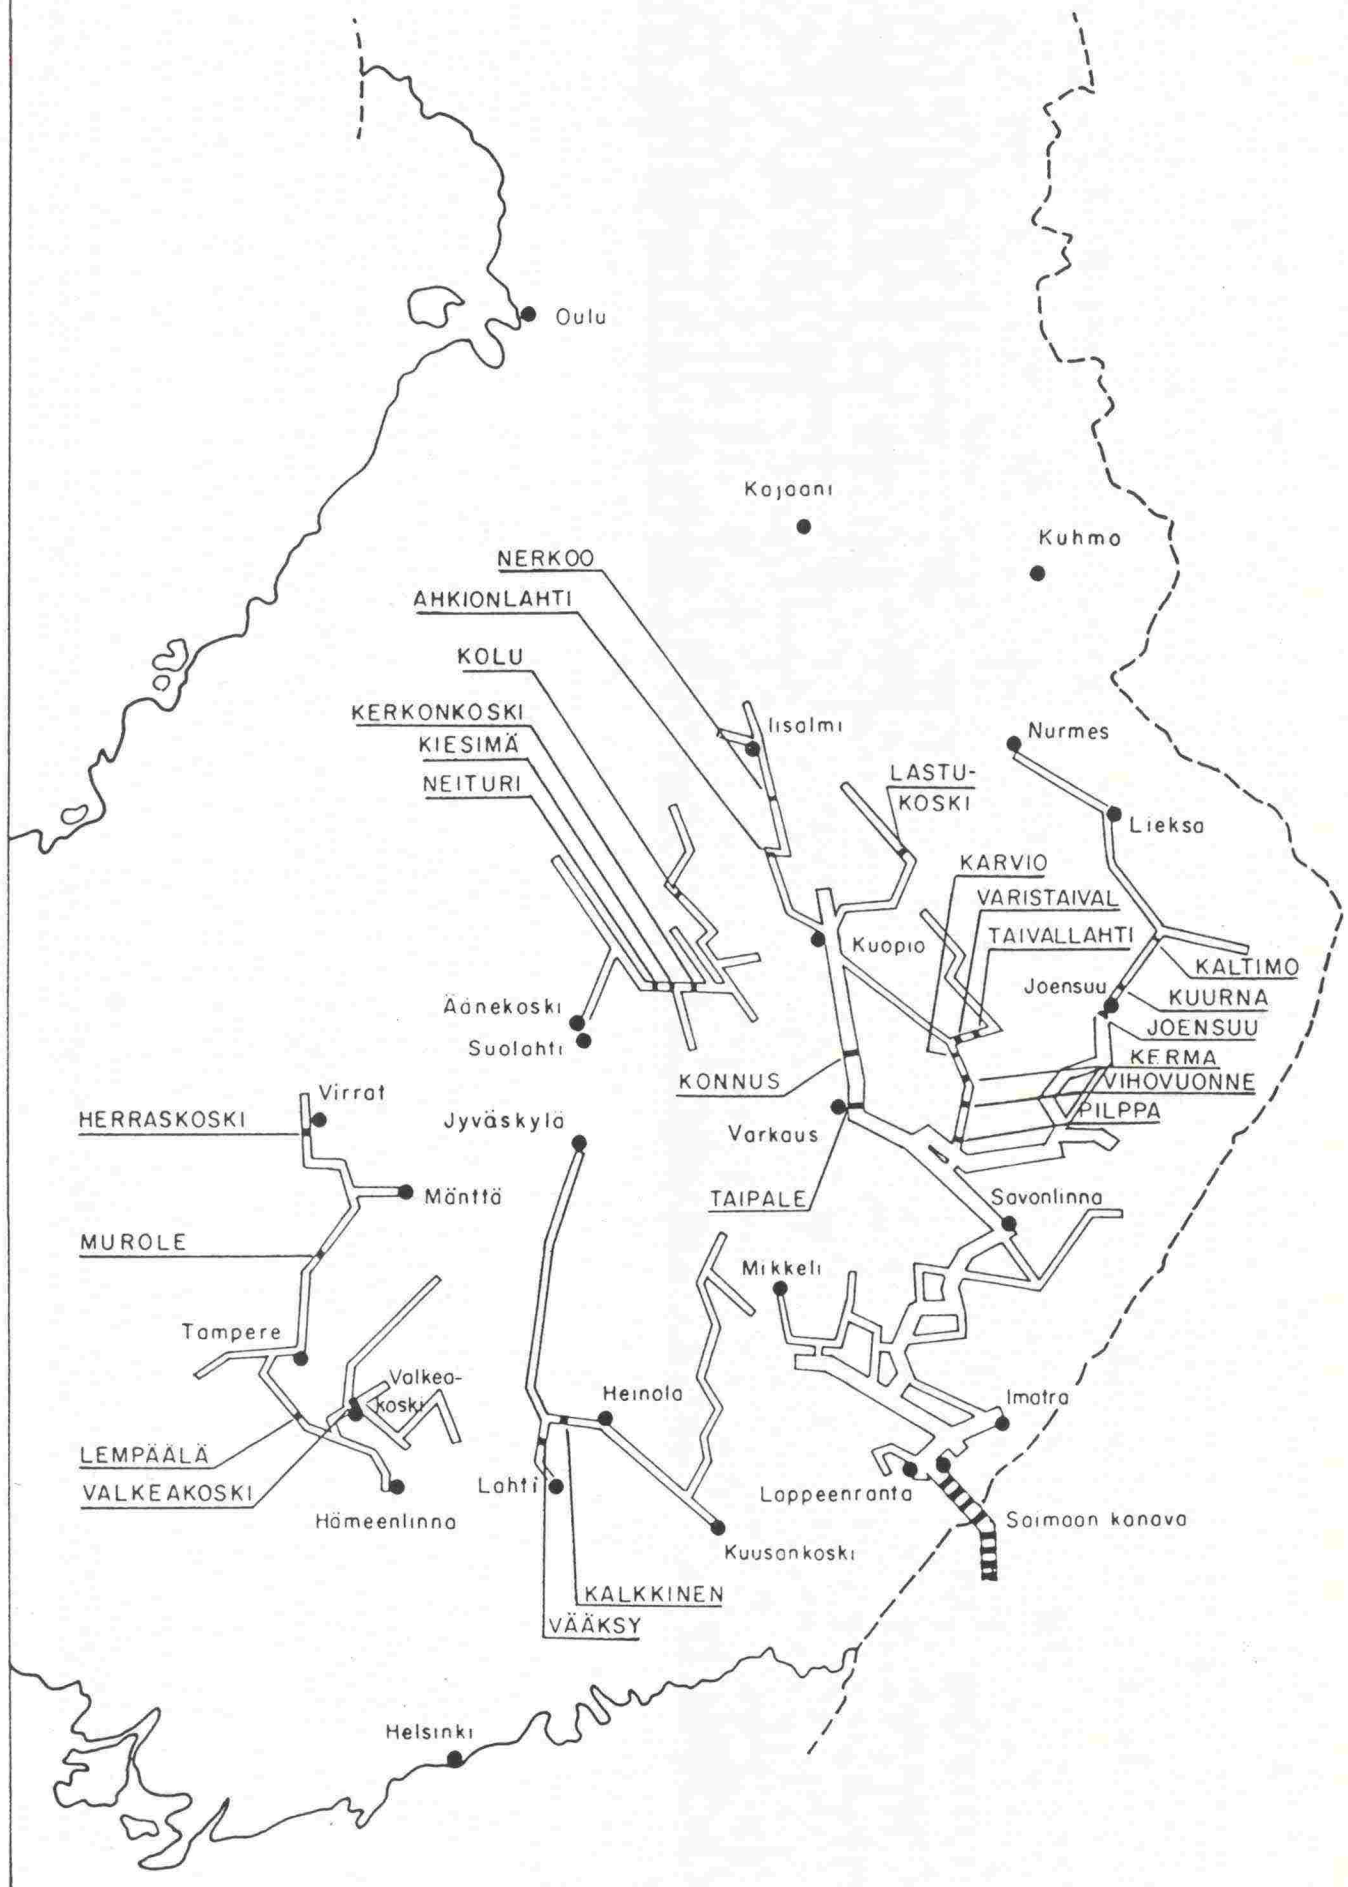 Oulu
Kajaani
Kuhmo
NERKOO
AHKIONLAHTI
KOLU
KERKONKOSKI
KIESIMÄ
NEITURI
Iisalmi
Nurmes
LASTU-
KOSKI
Lieksa
KARVIO
VARISTAIVAL
TAIVALLAHTI
Kuopio
KALTIMO
Joensuu
KUURNA
JOENSUU
Äänekoski
Suolahti
KERMA
VIHOVUONNE
PILPPA
KONNUS
Virrat
HERRASKOSKI
Jyväskylä
Varkaus
Mänttä
TAIPALE
Savonlinna
MUROLE
Mikkeli
Tampere
Valkea-
koski
Heinola
Imatra
LEMPÄÄLÄ
VALKEAKOSKI
Lahti
Lappeenranta
Hämeenlinna
Saimaan kanava
Kuusankoski
KALKKINEN
VÄÄKSY
Helsinki